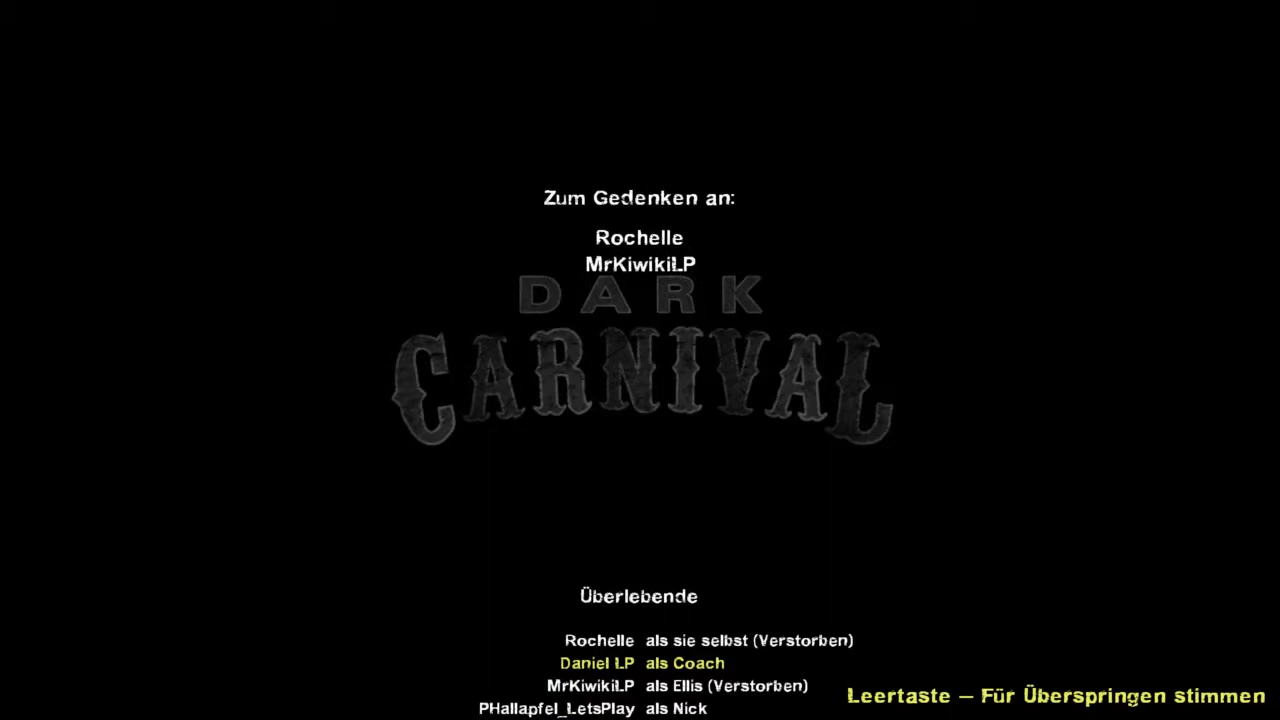 Zum Gedenken an:
Rochelle
MrKiwikiLP
DARK
CARNIVAL
Überlebende
Rochelle als sie selbst (Verstorben)
Daniel LP als Coach
MrKiwikiLP als Ellis (Verstorben)
PHallapfel_LetsPlay als Nick
Leertaste – Für Überspringen stimmen